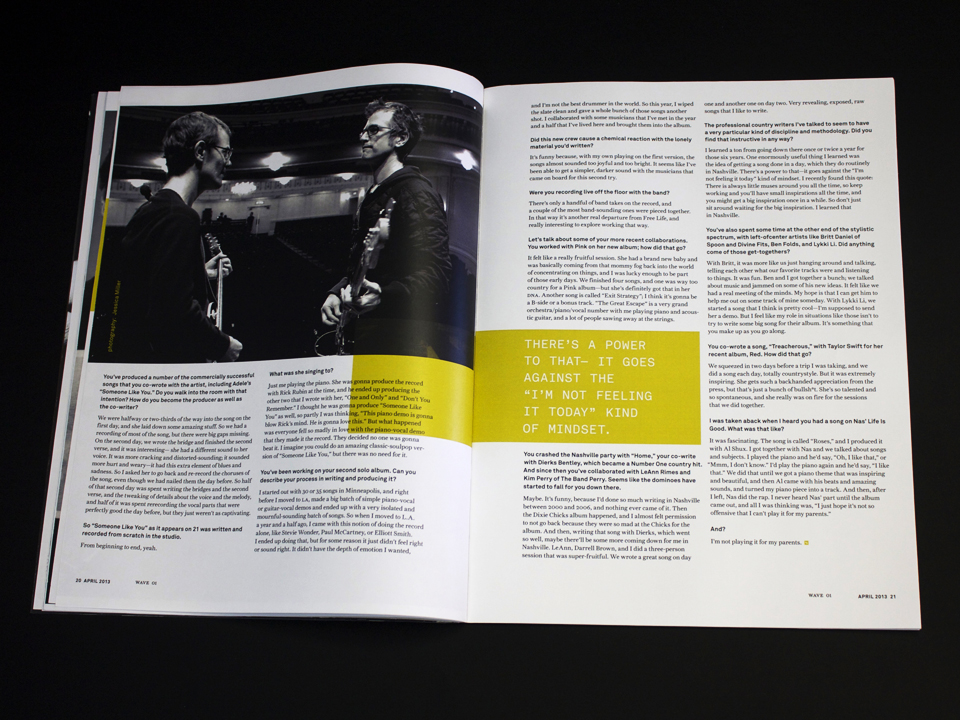 photography Jessica Miller
You've produced a number of the commercially successful
songs that you co-wrote with the artist, including Adele's
"Someone Like You." Do you walk into the room with that
intention? How do you become the producer as well as
the co-writer?
We were halfway or two-thirds of the way into the song on the
first day, and she laid down some amazing stuff. So we had a
recording of most of the song, but there were big gaps missing.
On the second day, we wrote the bridge and finished the second
verse, and it was interesting— she had a different sound to her
voice. It was more cracking and distorted-sounding; it sounded
more hurt and weary—it had this extra element of blues and
sadness. So I asked her to go back and re-record the choruses of
the song, even though we had nailed them the day before. So half
of that second day was spent writing the bridges and the second
verse, and the tweaking of details about the voice and the melody,
and half of it was spent rerecording the vocal parts that were
perfectly good the day before, but they just weren't as captivating.
So "Someone Like You" as it appears on 21 was written and
recorded from scratch in the studio.
From beginning to end, yeah.
What was she singing to?
Just me playing the piano. She was gonna produce the record
with Rick Rubin at the time, and he ended up producing the
other two that I wrote with her, "One and Only" and "Don't You
Remember." I thought he was gonna produce "Someone Like
You" as well, so partly I was thinking, "This piano demo is gonna
blow Rick's mind. He is gonna love this." But what happened
was everyone fell so madly in love with the piano-vocal demo
that they made it the record. They decided no one was gonna
beat it. I imagine you could do an amazing classic-soulpop ver-
sion of "Someone Like You," but there was no need for it.
You've been working on your second solo album. Can you
describe your process in writing and producing it?
I started out with 30 or 35 songs in Minneapolis, and right
before I moved to LA, made a big batch of simple piano-vocal
or guitar-vocal demos and ended up with a very isolated and
mournful-sounding batch of songs. So when I moved to L.A.
a year and a half ago, I came with this notion of doing the record
alone, like Stevie Wonder, Paul McCartney, or Elliott Smith.
I ended up doing that, but for some reason it just didn't feel right
or sound right. It didn't have the depth of emotion I wanted,
20 APRIL 2013
WAVE 01
and I'm not the best drummer in the world. So this year, I wiped
the slate clean and gave a whole bunch of those songs another
shot. I collaborated with some musicians that I've met in the year
and a half that I've lived here and brought them into the album.
Did this new crew cause a chemical reaction with the lonely
material you'd written?
It's funny because, with my own playing on the first version, the
songs almost sounded too joyful and too bright. It seems like I've
been able to get a simpler, darker sound with the musicians that
came on board for this second try.
Were you recording live off the floor with the band?
There's only a handful of band takes on the record, and
a couple of the most band-sounding ones were pieced together.
In that way it's another real departure from Free Life, and
really interesting to explore working that way.
Let's talk about some of your more recent collaborations.
You worked with Pink on her new album; how did that go?
It felt like a really fruitful session. She had a brand new baby and
was basically coming from that mommy fog back into the world
of concentrating on things, and I was lucky enough to be part
of those early days. We finished four songs, and one was way too
country for a Pink album—but she's definitely got that in her
DNA. Another song is called "Exit Strategy"; I think it's gonna be
a B-side or a bonus track. "The Great Escape" is a very grand
orchestra/piano/vocal number with me playing piano and acous-
tic guitar, and a lot of people sawing away at the strings.
THERE'S A POWER
TO THAT— IT GOES
AGAINST THE
"I'M NOT FEELING
IT TODAY" KIND
OF MINDSET.
You crashed the Nashville party with "Home," your co-write
with Dierks Bentley, which became a Number One country hit.
And since then you've collaborated with LeAnn Rimes and
Kim Perry of The Band Perry. Seems like the dominoes have
started to fall for you down there.
Maybe. It's funny, because I'd done so much writing in Nashville
between 2000 and 2006, and nothing ever came of it. Then
the Dixie Chicks album happened, and I almost felt permission
to not go back because they were so mad at the Chicks for the
album. And then, writing that song with Dierks, which went
so well, maybe there'll be some more coming down for me in
Nashville. LeAnn, Darrell Brown, and I did a three-person
session that was super-fruitful. We wrote a great song on day
one and another one on day two. Very revealing, exposed, raw
songs that I like to write.
The professional country writers I've talked to seem to have
a very particular kind of discipline and methodology. Did you
find that instructive in any way?
I learned a ton from going down there once or twice a year for
those six years. One enormously useful thing I learned was
the idea of getting a song done in a day, which they do routinely
in Nashville. There's a power to that—it goes against the "I'm
not feeling it today" kind of mindset. I recently found this quote:
There is always little muses around you all the time, so keep
working and you'll have small inspirations all the time, and
you might get a big inspiration once in a while. So don't just
sit around waiting for the big inspiration. I learned that
in Nashville.
You've also spent some time at the other end of the stylistic
spectrum, with left-ofcenter artists like Britt Daniel of
Spoon and Divine Fits, Ben Folds, and Lykki Li. Did anything
come of those get-togethers?
With Britt, it was more like us just hanging around and talking,
telling each other what our favorite tracks were and listening
to things. It was fun. Ben and I got together a bunch; we talked
about music and jammed on some of his new ideas. It felt like we
had a real meeting of the minds. My hope is that I can get him to
help me out on some track of mine someday. With Lykki Li, we
started a song that I think is pretty cool—I'm supposed to send
her a demo. But I feel like my role in situations like those isn't to
try to write some big song for their album. It's something that
you make up as you go along.
You co-wrote a song, "Treacherous," with Taylor Swift for her
recent album, Red. How did that go?
We squeezed in two days before a trip I was taking, and we
did a song each day, totally countrystyle. But it was extremely
inspiring. She gets such a backhanded appreciation from the
press, but that's just a bunch of bullsh*t. She's so talented and
so spontaneous, and she really was on fire for the sessions
that we did together.
I was taken aback when I heard you had a song on Nas' Life Is
Good. What was that like?
It was fascinating. The song is called "Roses," and I produced it
with Al Shux. I got together with Nas and we talked about songs
and subjects. I played the piano and he'd say, "Oh, I like that," or
"Mmm, I don't know." I'd play the piano again and he'd say, "I like
that." We did that until we got a piano theme that was inspiring
and beautiful, and then Al came with his beats and amazing
sounds, and turned my piano piece into a track. And then, after
I left, Nas did the rap. I never heard Nas' part until the album
came out, and all I was thinking was, "I just hope it's not so
offensive that I can't play it for my parents."
And?
I'm not playing it for my parents.
WAVE 01
APRIL 2013 21